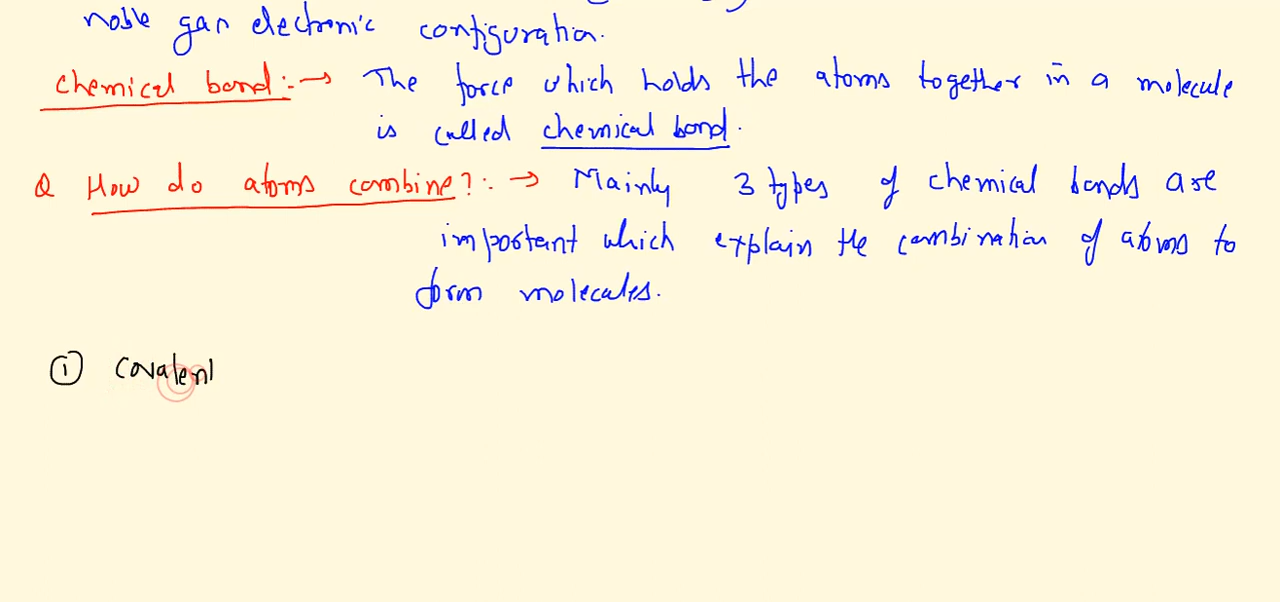 noble gas electronic configuration.
Chemical bond:-→ The force which holds the atoms together in a molecule
is called chemical bond.
Q How do atoms combine?:-→ Mainly 3 types of chemical bonds are
important which explain the combination of atoms to
form molecules.
① Covalent